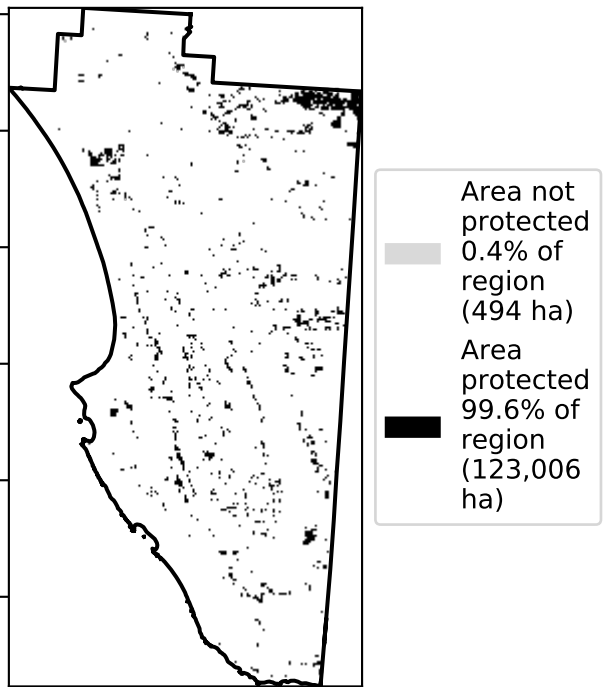 Area not
protected
0.4% of
region
(494 ha)
Area
protected
99.6% of
region
(123,006
ha)